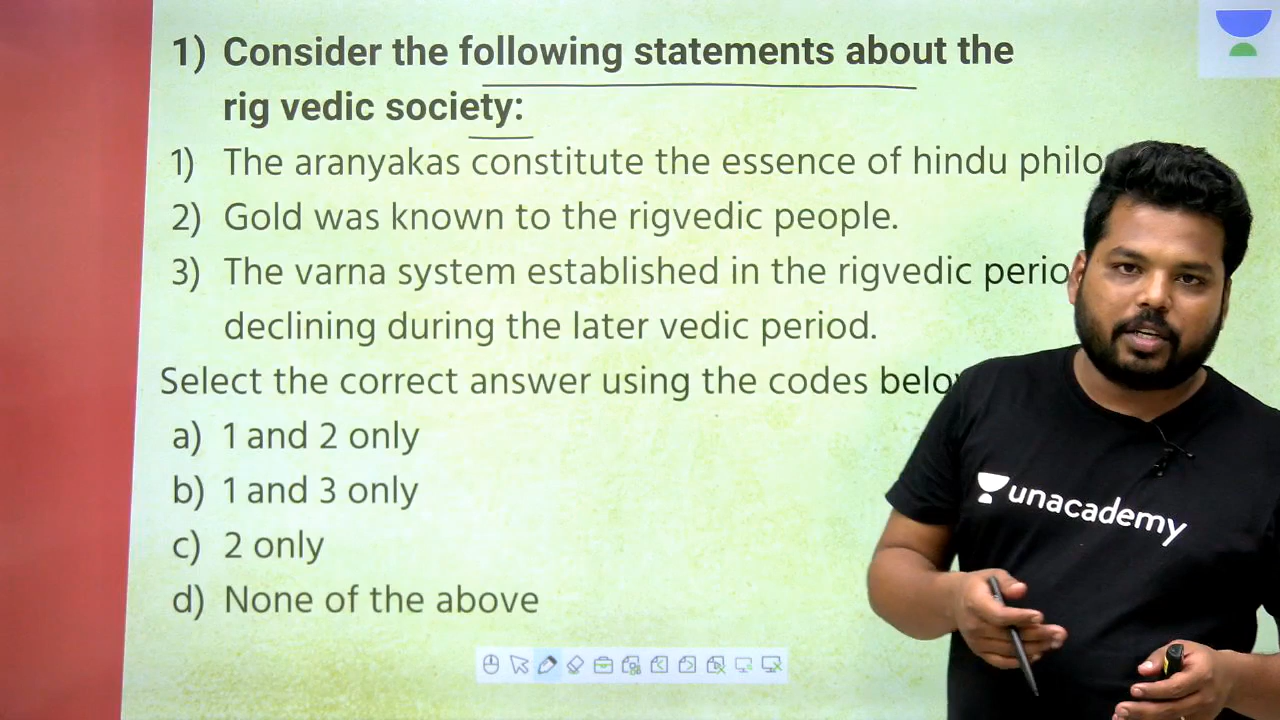 1) Consider the following statements about the
rig vedic society:
1) The aranyakas constitute the essence of hindu
2) Gold was known to the rigvedic people.
3) The varna system established in the rigvedic
declining during the later vedic period.
Select the correct answer using the codes
a) 1 and 2 only
b) 1 and 3 only
c) 2 only
d) None of the above
unacademy